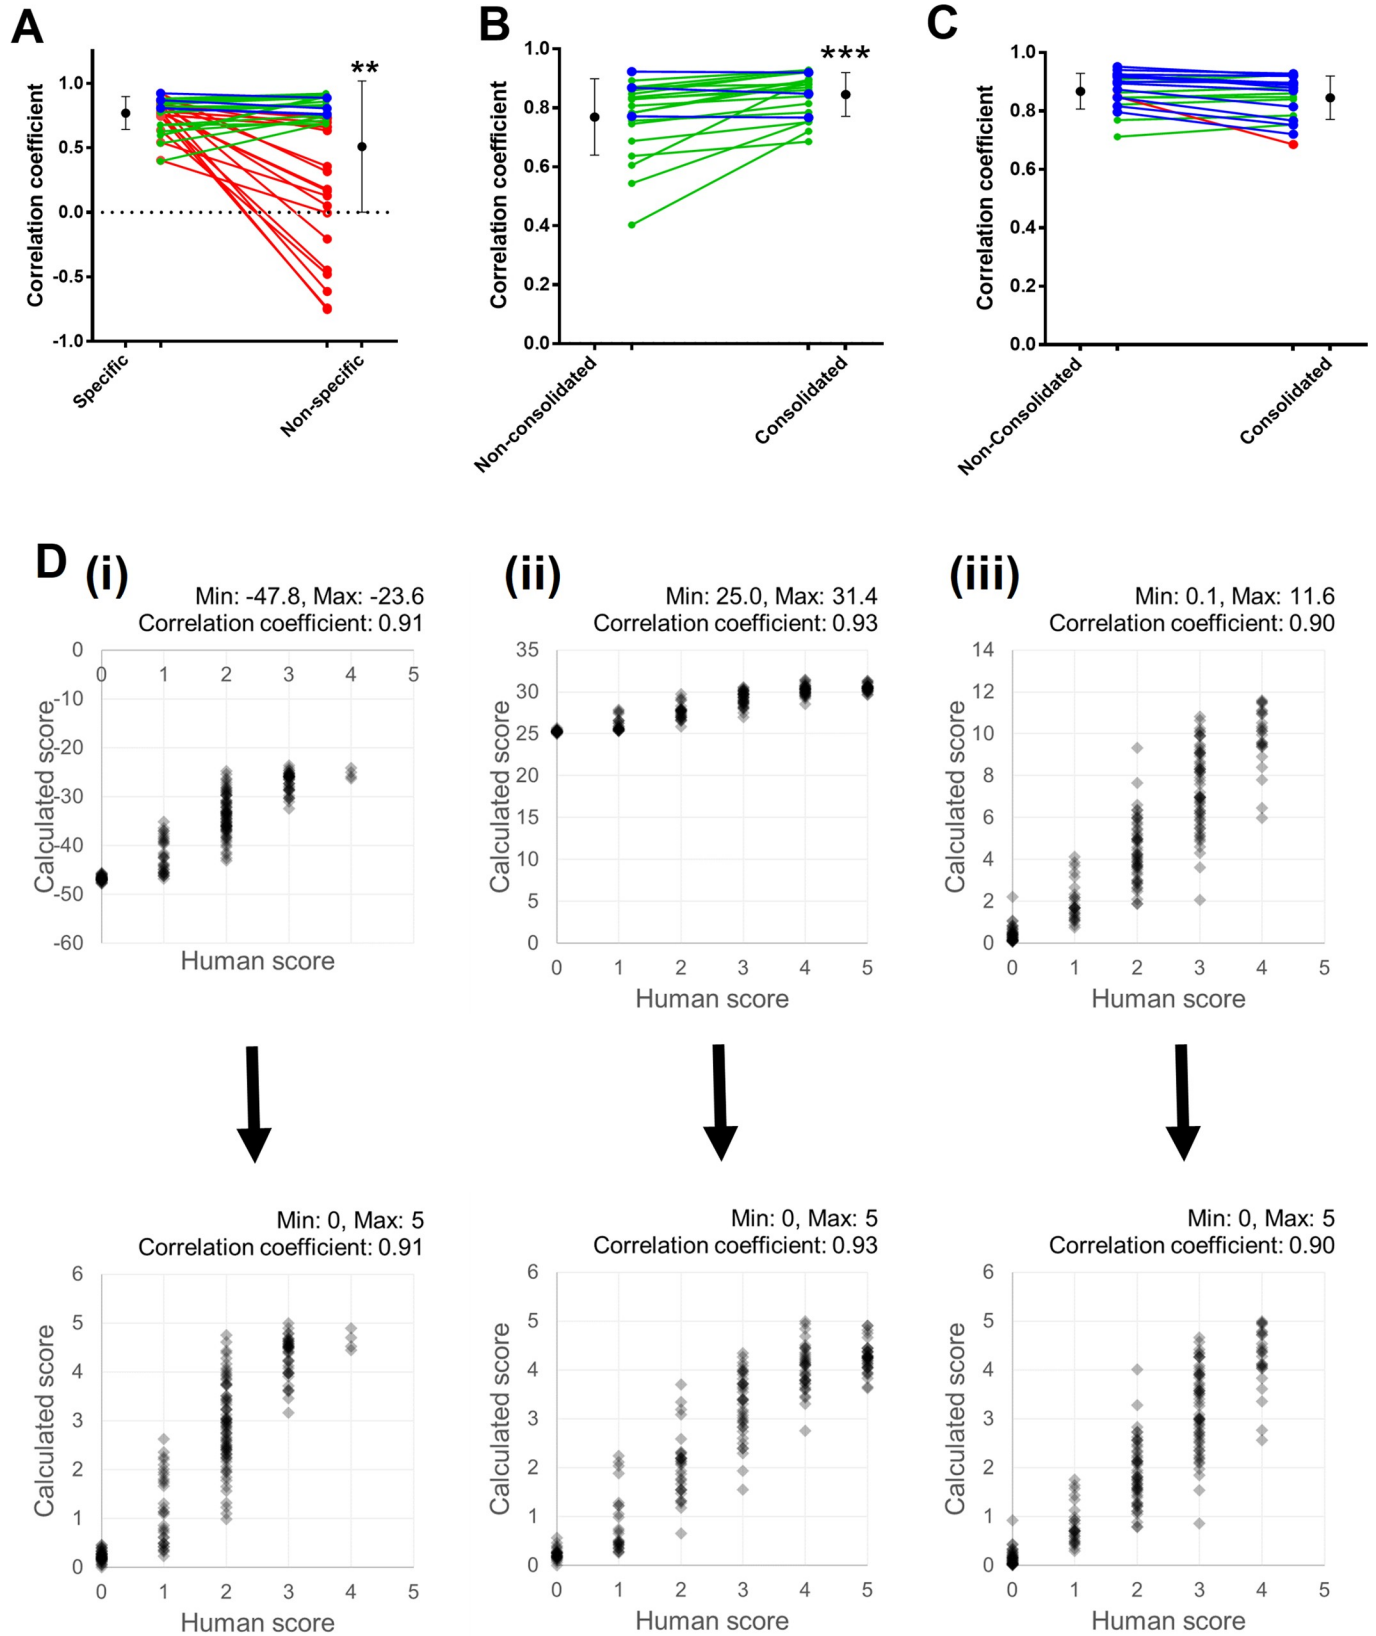 A
Correlation coefficient
1.0
0.5
0.0
-0.5
-1.0
**
Specific
Non-specific
B
Correlation coefficient
1.0
0.8
0.6
0.4
0.2
0.0
***
Non-consolidated
Consolidated
C
Correlation coefficient
1.0
0.8
0.6
0.4
0.2
0.0
Non-Consolidated
Consolidated
D
(i)
Min: -47.8, Max: -23.6
Correlation coefficient: 0.91
Calculated score
0
-10
-20
-30
-40
-50
-60
0 1 2 3 4 5
Human score
(ii)
Min: 25.0, Max: 31.4
Correlation coefficient: 0.93
Calculated score
35
30
25
20
15
10
5
0
0 1 2 3 4 5
Human score
(iii)
Min: 0.1, Max: 11.6
Correlation coefficient: 0.90
Calculated score
14
12
10
8
6
4
2
0
0 1 2 3 4 5
Human score
Min: 0, Max: 5
Correlation coefficient: 0.91
Calculated score
6
5
4
3
2
1
0
0 1 2 3 4 5
Human score
Min: 0, Max: 5
Correlation coefficient: 0.93
Calculated score
6
5
4
3
2
1
0
0 1 2 3 4 5
Human score
Min: 0, Max: 5
Correlation coefficient: 0.90
Calculated score
6
5
4
3
2
1
0
0 1 2 3 4 5
Human score